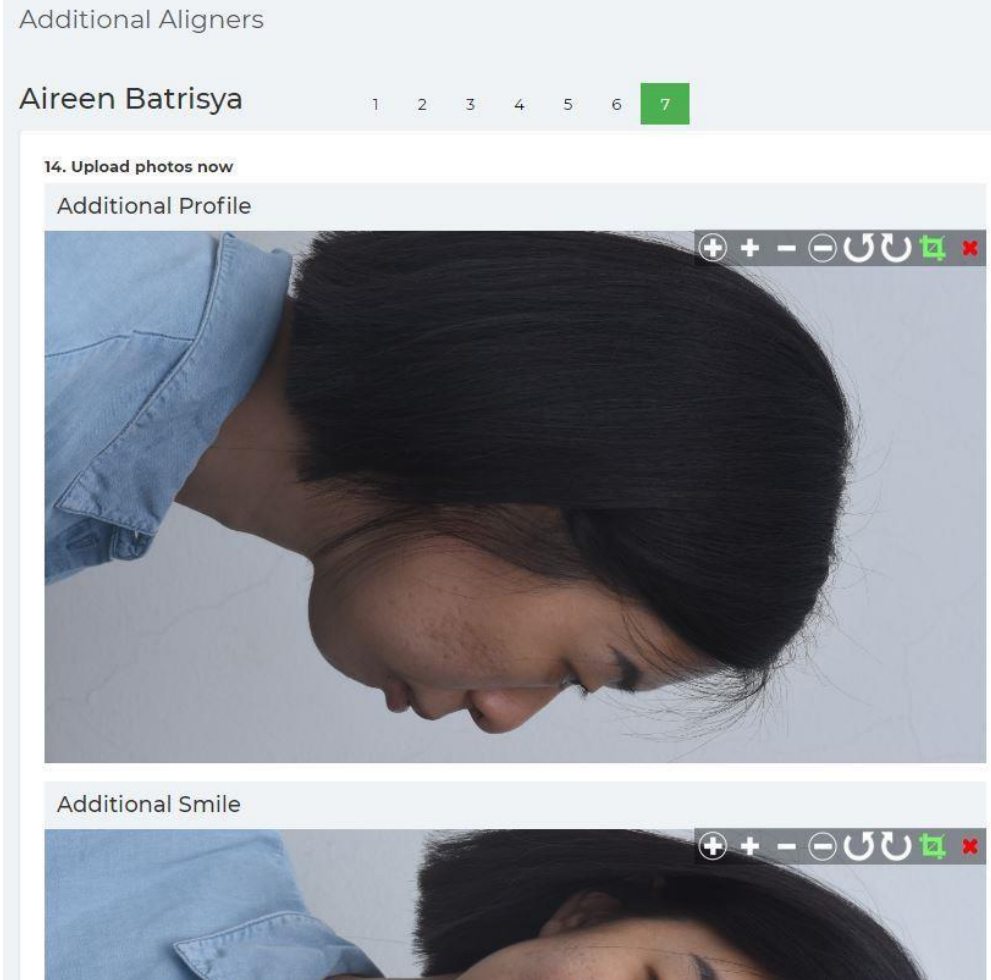 Additional Aligners
Aireen Batrisya 1 2 3 4 5 6 7
14. Upload photos now
Additional Profile
Additional Smile